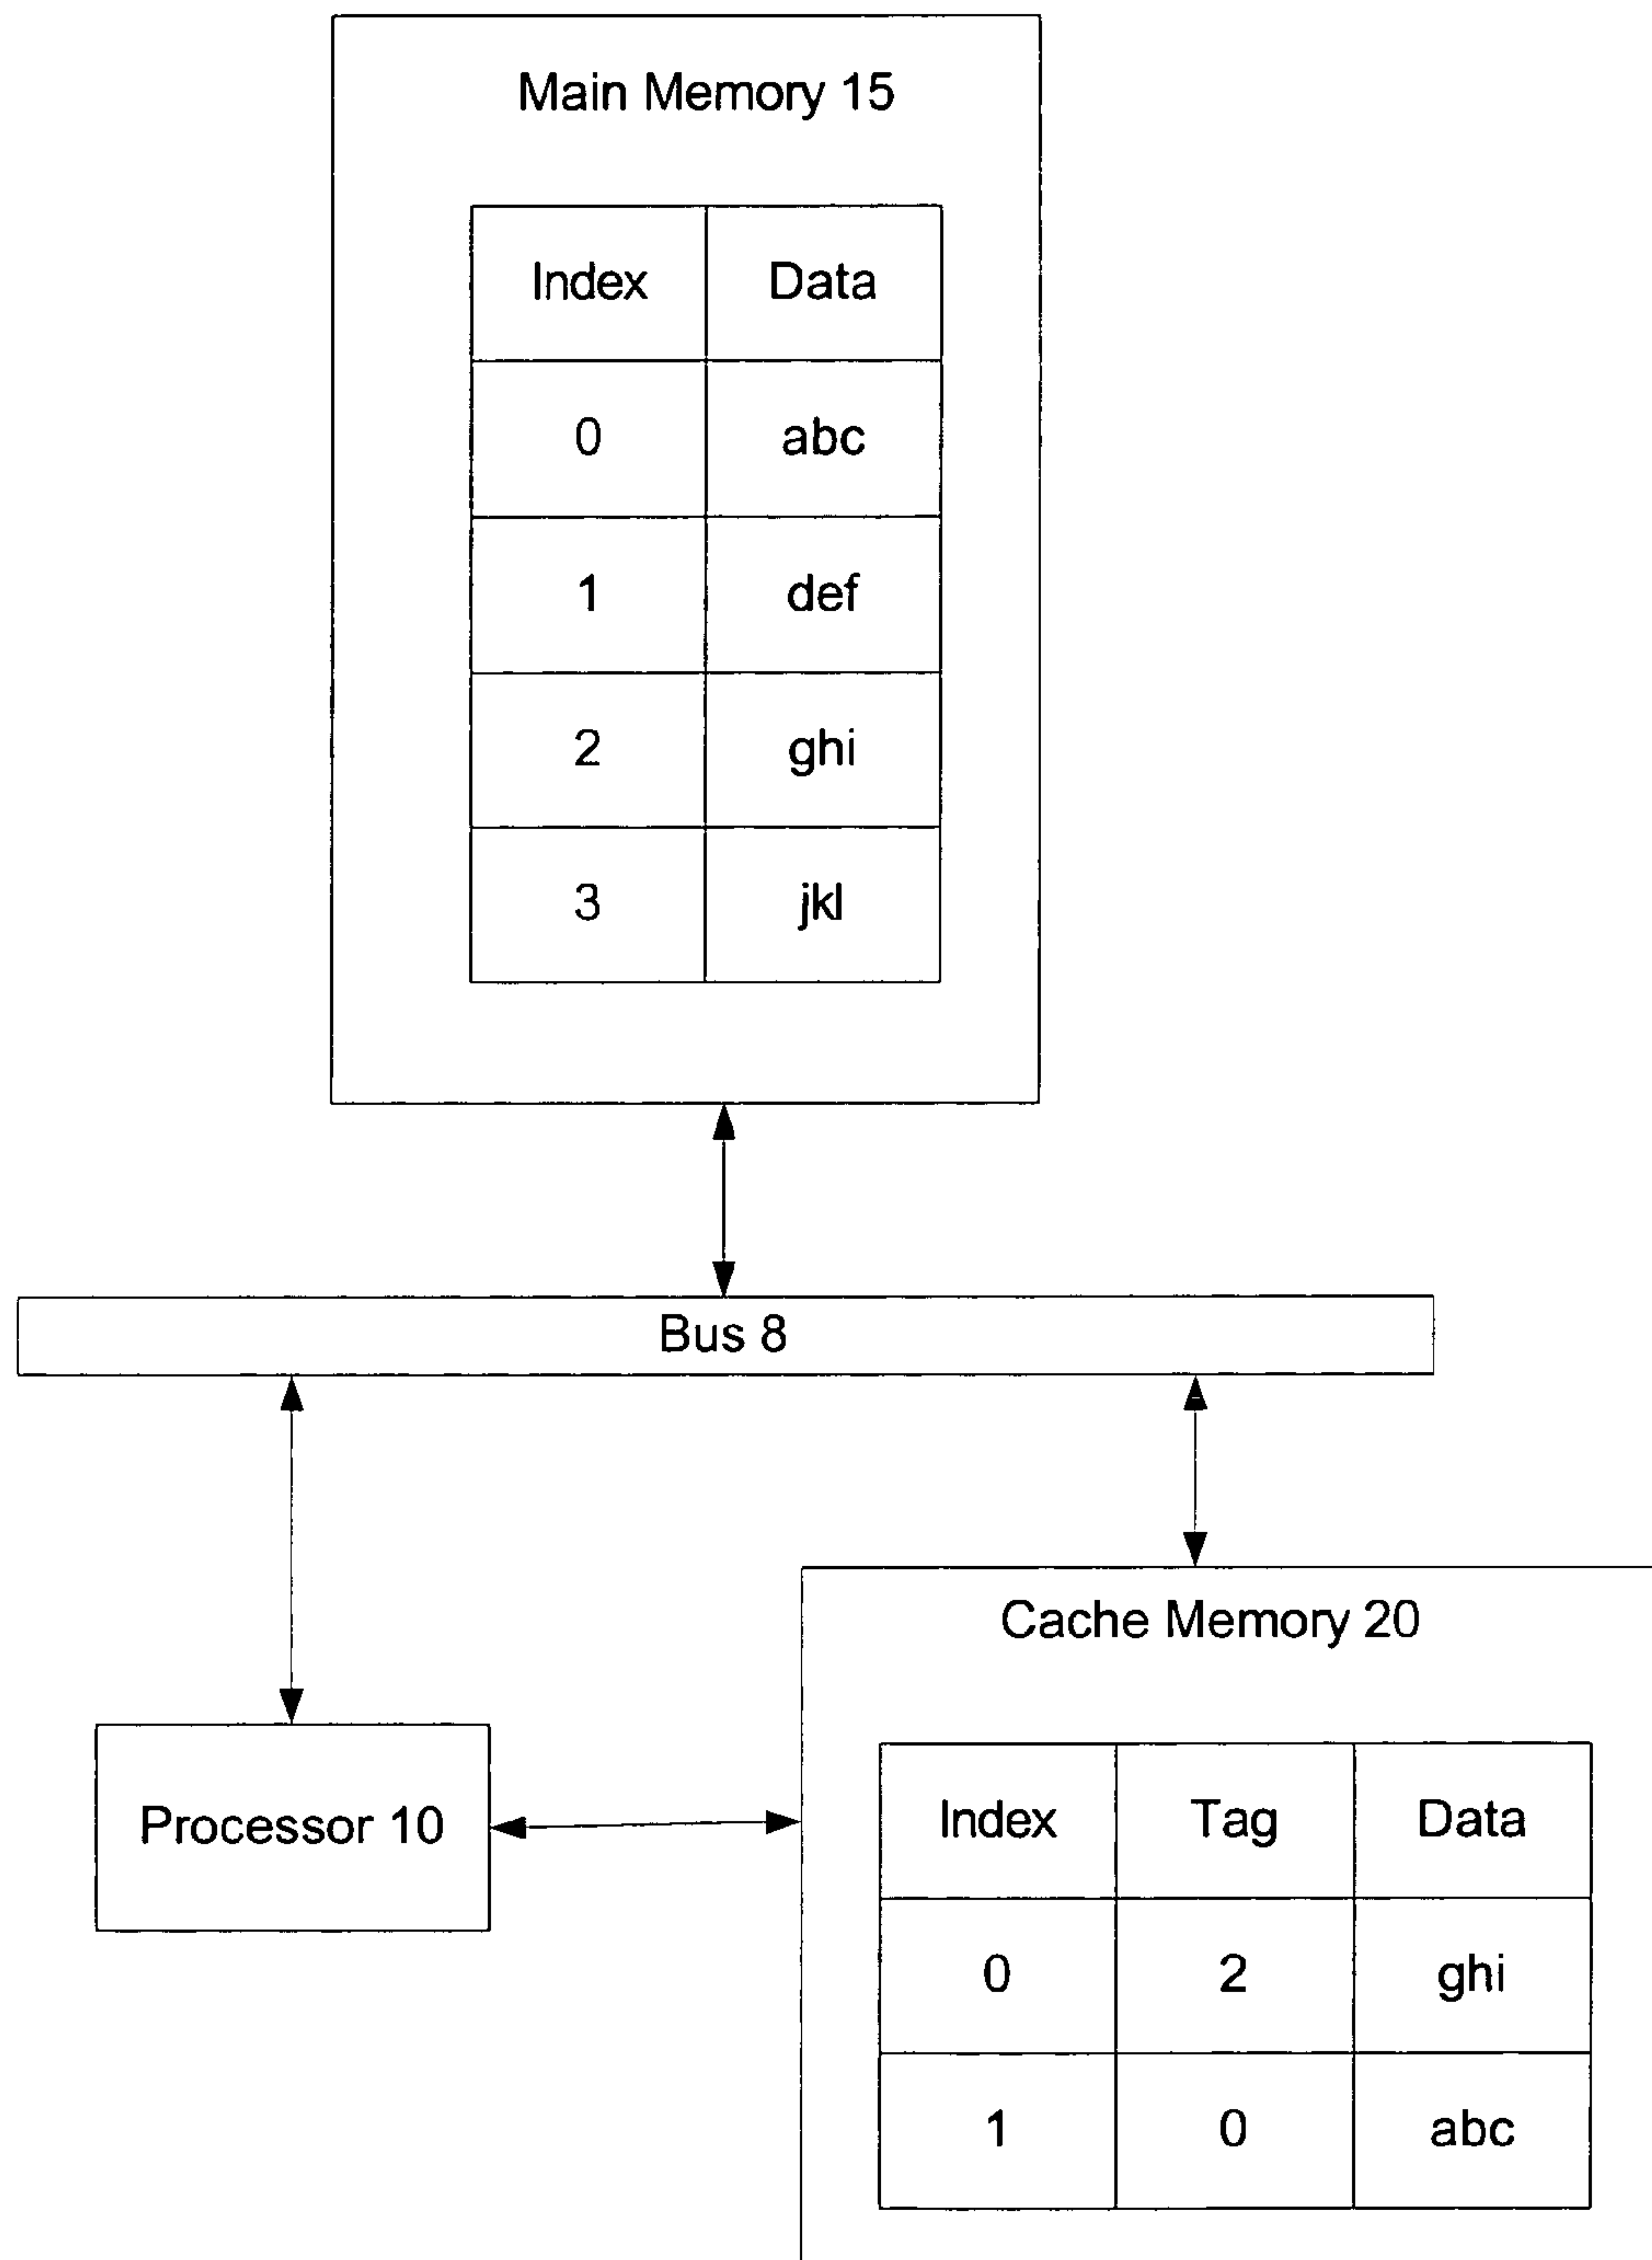 Main Memory 15
Index Data
0 abc
1 def
2 ghi
3 jkl
Bus 8
Cache Memory 20
Processor 10
Index Tag Data
0 2 ghi
1 0 abc